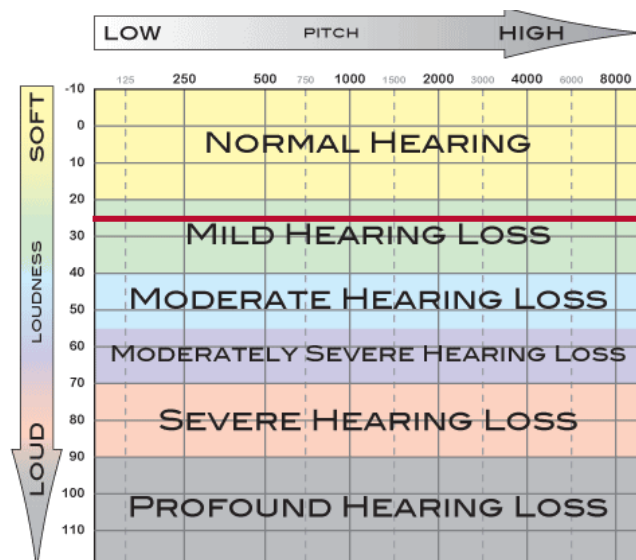 LOW PITCH HIGH
125 250 500 750 1000 1500 2000 3000 4000 6000 8000
SOFT
LOUDNESS
LOUD
-10
0
NORMAL HEARING
10
20
30
MILD HEARING LOSS
40
MODERATE HEARING LOSS
50
60
MODERATELY SEVERE HEARING LOSS
70
80
SEVERE HEARING LOSS
90
100
PROFOUND HEARING LOSS
110